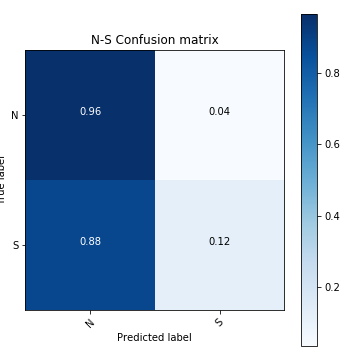 N-S Confusion matrix
0.8
N
0.96
0.04
0.6
True label
0.4
S
0.88
0.12
0.2
N
S
Predicted label